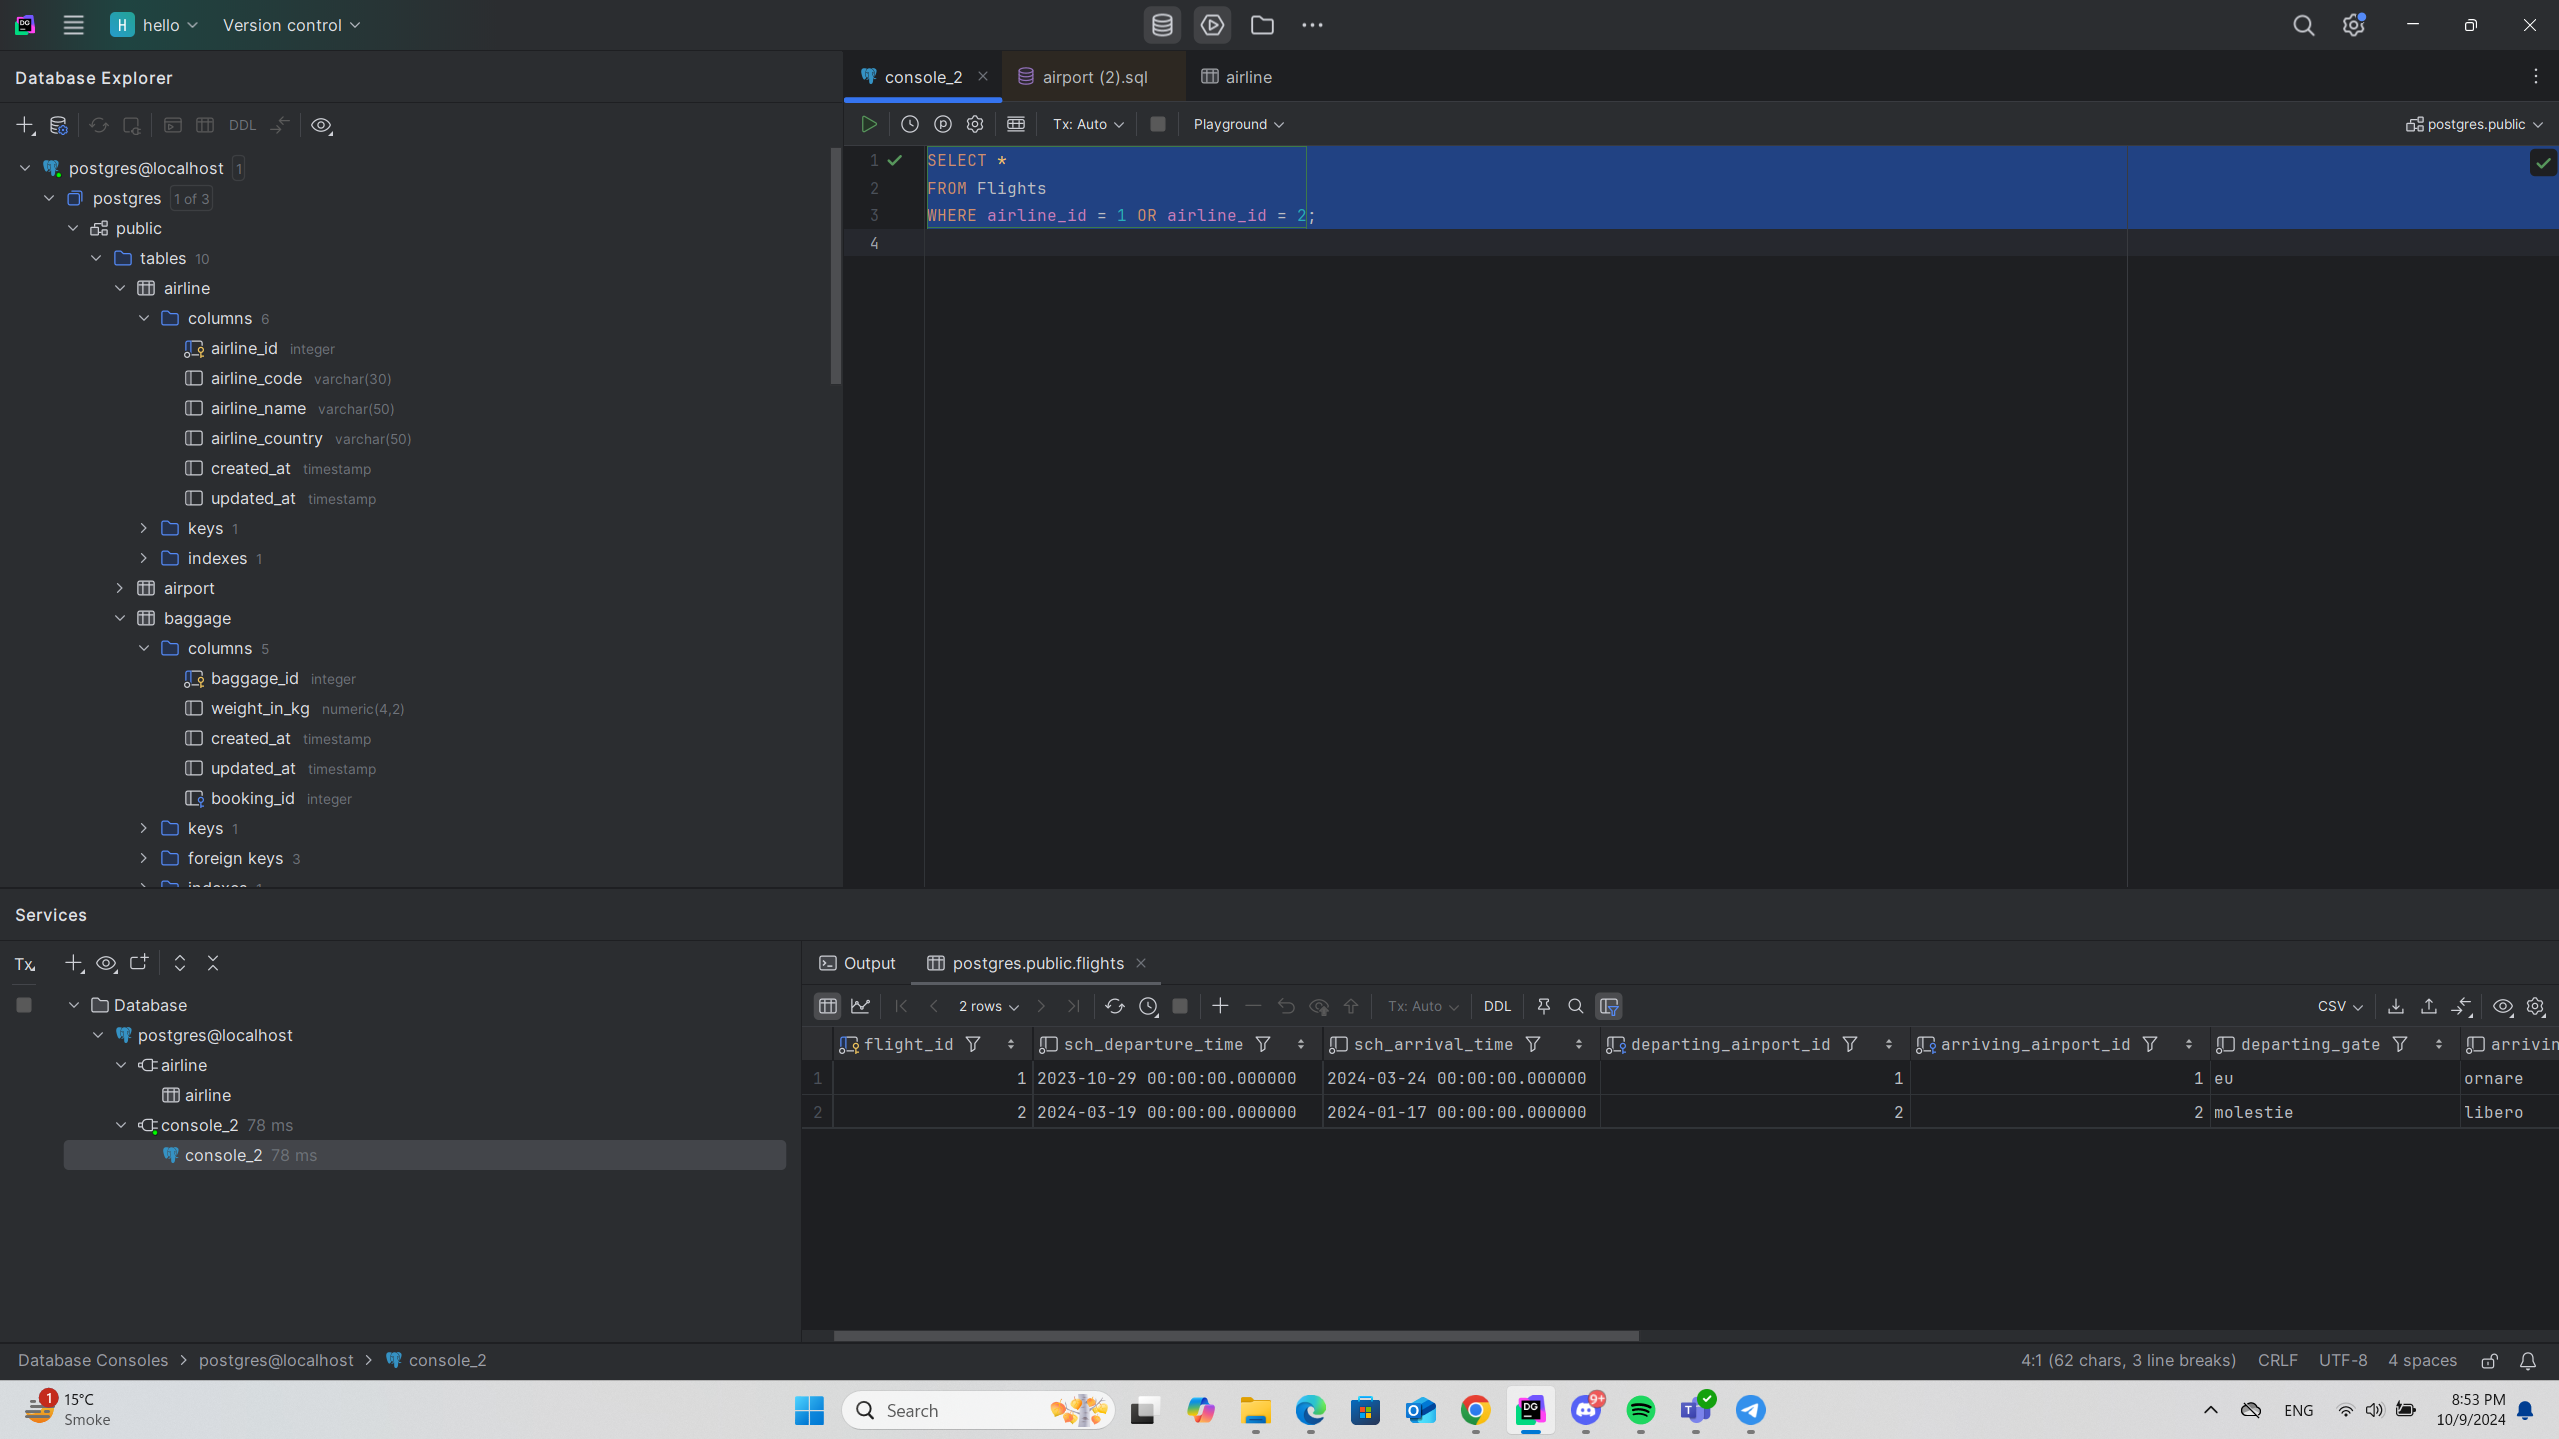 H hello Version control
Database Explorer
console_2 airport (2).sql airline
DDL
Tx: Auto Playground postgres.public
postgres@localhost 1
postgres 1 of 3
public
tables 10
airline
columns 6
airline_id integer
airline_code varchar(30)
airline_name varchar(50)
airline_country varchar(50)
created_at timestamp
updated_at timestamp
keys 1
indexes 1
airport
baggage
columns 5
baggage_id integer
weight_in_kg numeric(4,2)
created_at timestamp
updated_at timestamp
booking_id integer
keys 1
foreign keys 3
indexes 1
1 SELECT *
2 FROM Flights
3 WHERE airline_id = 1 OR airline_id = 2;
4
Services
Tx
Database
postgres@localhost
airline
airline
console_2 78 ms
console_2 78 ms
Output postgres.public.flights
2 rows Tx: Auto DDL CSV
flight_id sch_departure_time sch_arrival_time departing_airport_id arriving_airport_id departing_gate arrivin
1 1 2023-10-29 00:00:00.000000 2024-03-24 00:00:00.000000 1 1 eu ornare
2 2 2024-03-19 00:00:00.000000 2024-01-17 00:00:00.000000 2 2 molestie libero
Database Consoles postgres@localhost console_2
4:1 (62 chars, 3 line breaks) CRLF UTF-8 4 spaces
1 15°C
Smoke
Search
DG
9+
ENG
8:53 PM
10/9/2024